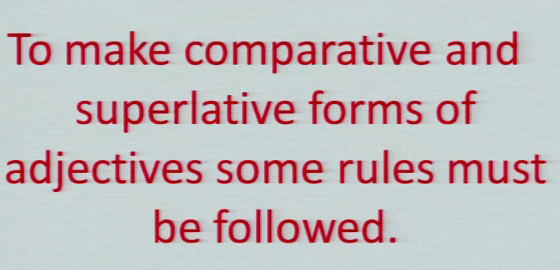 To make comparative and
superlative forms of
adjectives some rules must
be followed.